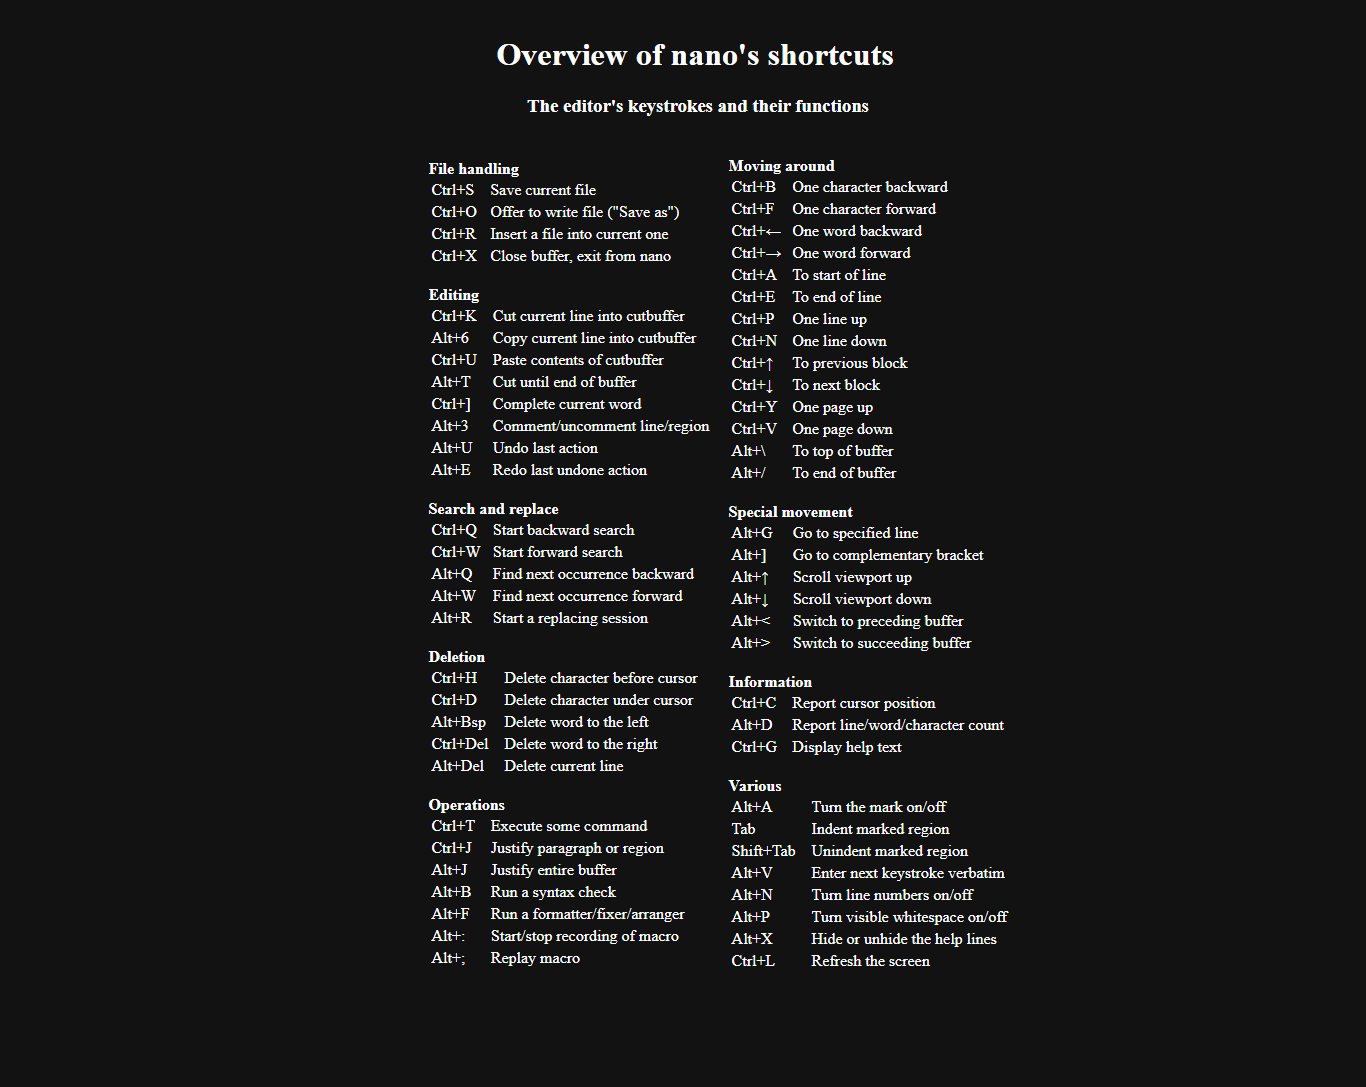 Overview of nano's shortcuts
The editor's keystrokes and their functions
File handling
Ctrl+S Save current file
Ctrl+O Offer to write file ("Save as")
Ctrl+R Insert a file into current one
Ctrl+X Close buffer, exit from nano
Editing
Ctrl+K Cut current line into cutbuffer
Alt+6 Copy current line into cutbuffer
Ctrl+U Paste contents of cutbuffer
Alt+T Cut until end of buffer
Ctrl+] Complete current word
Alt+3 Comment/uncomment line/region
Alt+U Undo last action
Alt+E Redo last undone action
Search and replace
Ctrl+Q Start backward search
Ctrl+W Start forward search
Alt+Q Find next occurrence backward
Alt+W Find next occurrence forward
Alt+R Start a replacing session
Deletion
Ctrl+H Delete character before cursor
Ctrl+D Delete character under cursor
Alt+Bsp Delete word to the left
Ctrl+Del Delete word to the right
Alt+Del Delete current line
Operations
Ctrl+T Execute some command
Ctrl+J Justify paragraph or region
Alt+J Justify entire buffer
Alt+B Run a syntax check
Alt+F Run a formatter/fixer/arranger
Alt+: Start/stop recording of macro
Alt+; Replay macro
Moving around
Ctrl+B One character backward
Ctrl+F One character forward
Ctrl+← One word backward
Ctrl+→ One word forward
Ctrl+A To start of line
Ctrl+E To end of line
Ctrl+P One line up
Ctrl+N One line down
Ctrl+↑ To previous block
Ctrl+↓ To next block
Ctrl+Y One page up
Ctrl+V One page down
Alt+\ To top of buffer
Alt+/ To end of buffer
Special movement
Alt+G Go to specified line
Alt+] Go to complementary bracket
Alt+↑ Scroll viewport up
Alt+↓ Scroll viewport down
Alt+< Switch to preceding buffer
Alt+> Switch to succeeding buffer
Information
Ctrl+C Report cursor position
Alt+D Report line/word/character count
Ctrl+G Display help text
Various
Alt+A Turn the mark on/off
Tab Indent marked region
Shift+Tab Unindent marked region
Alt+V Enter next keystroke verbatim
Alt+N Turn line numbers on/off
Alt+P Turn visible whitespace on/off
Alt+X Hide or unhide the help lines
Ctrl+L Refresh the screen